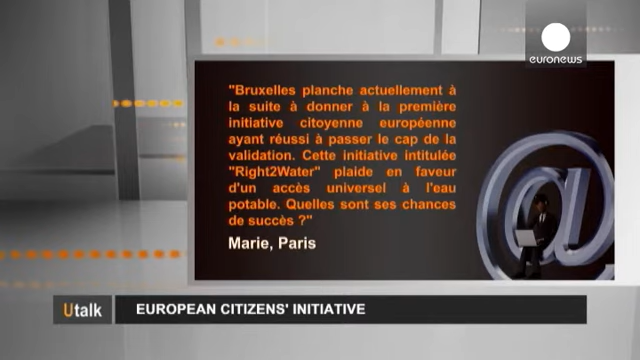 euronews
"Bruxelles planche actuellement à
la suite à donner à la première
initiative citoyenne européenne
ayant réussi à passer le cap de la
validation. Cette initiative intitulée
"Right2Water" plaide en faveur
d'un accès universel à l'eau
potable. Quelles sont ses chances
de succès ?"
Marie, Paris
@
Utalk EUROPEAN CITIZENS' INITIATIVE